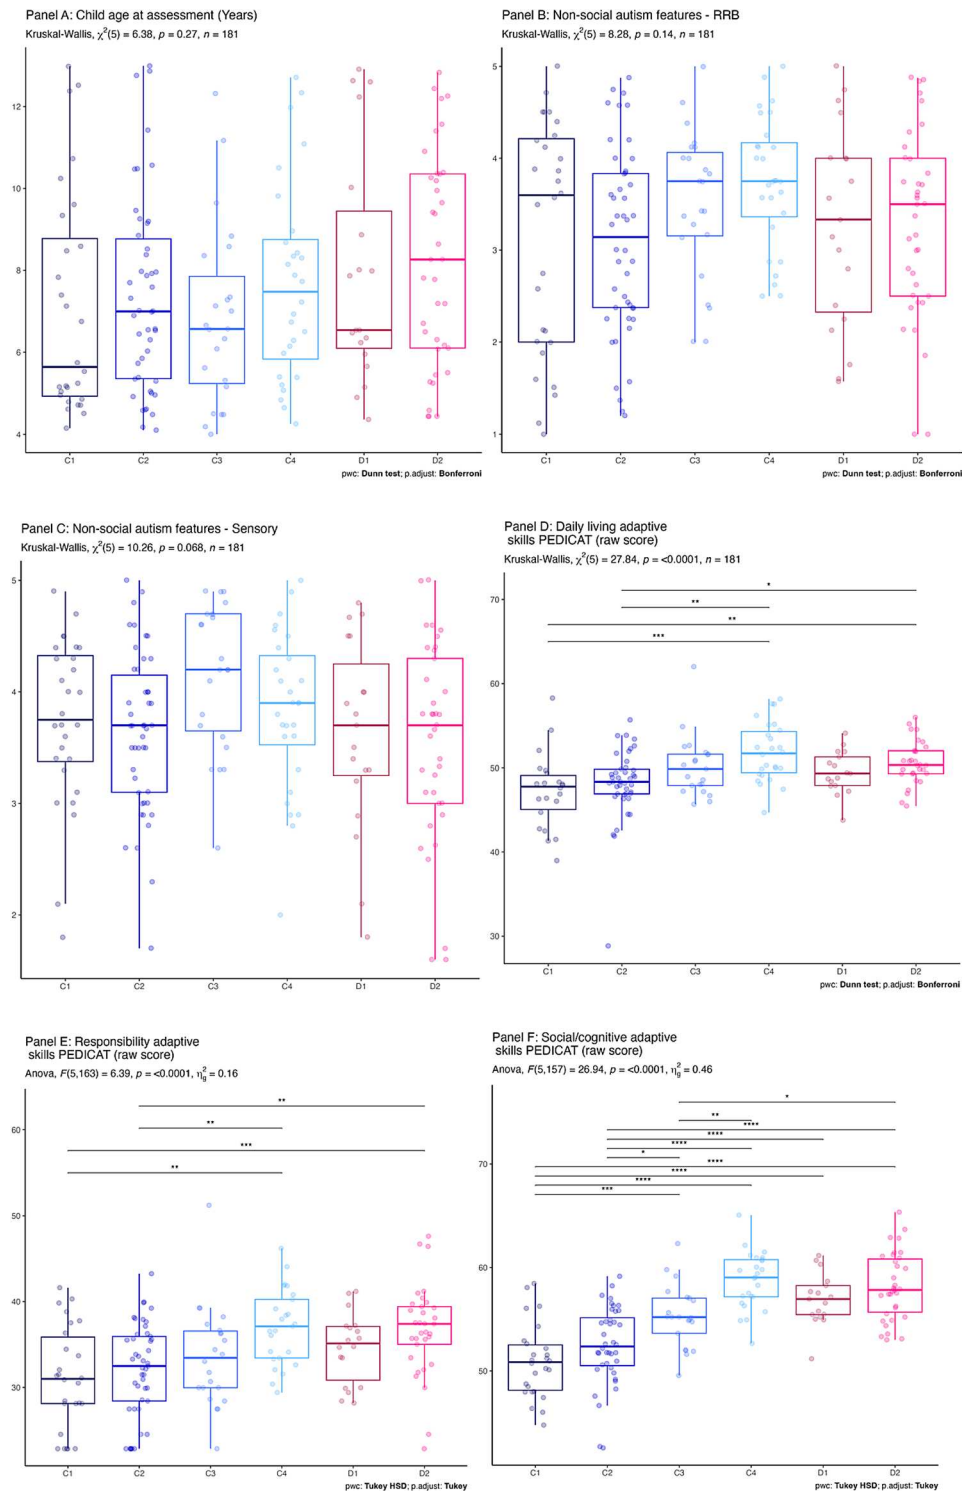 Panel A: Child age at assessment (Years)
Kruskal-Wallis, χ²(5) = 6.38, p = 0.27, n = 181
12
10
8
6
4
C1 C2 C3 C4 D1 D2
pwc: Dunn test; p.adjust: Bonferroni
Panel B: Non-social autism features - RRB
Kruskal-Wallis, χ²(5) = 8.28, p = 0.14, n = 181
5
4
3
2
1
C1 C2 C3 C4 D1 D2
pwc: Dunn test; p.adjust: Bonferroni
Panel C: Non-social autism features - Sensory
Kruskal-Wallis, χ²(5) = 10.26, p = 0.068, n = 181
5
4
3
2
C1 C2 C3 C4 D1 D2
Panel D: Daily living adaptive
skills PEDICAT (raw score)
Kruskal-Wallis, χ²(5) = 27.84, p = <0.0001, n = 181
70
*
**
**
***
60
50
40
30
C1 C2 C3 C4 D1 D2
pwc: Dunn test; p.adjust: Bonferroni
Panel E: Responsibility adaptive
skills PEDICAT (raw score)
Anova, F(5,163) = 6.39, p = <0.0001, η²g = 0.16
**
60
**
***
**
50
40
30
C1 C2 C3 C4 D1 D2
pwc: Tukey HSD; p.adjust: Tukey
Panel F: Social/cognitive adaptive
skills PEDICAT (raw score)
Anova, F(5,157) = 26.94, p = <0.0001, η²g = 0.46
*
**
****
****
****
*
70
****
****
****
***
60
50
C1 C2 C3 C4 D1 D2
pwc: Tukey HSD; p.adjust: Tukey